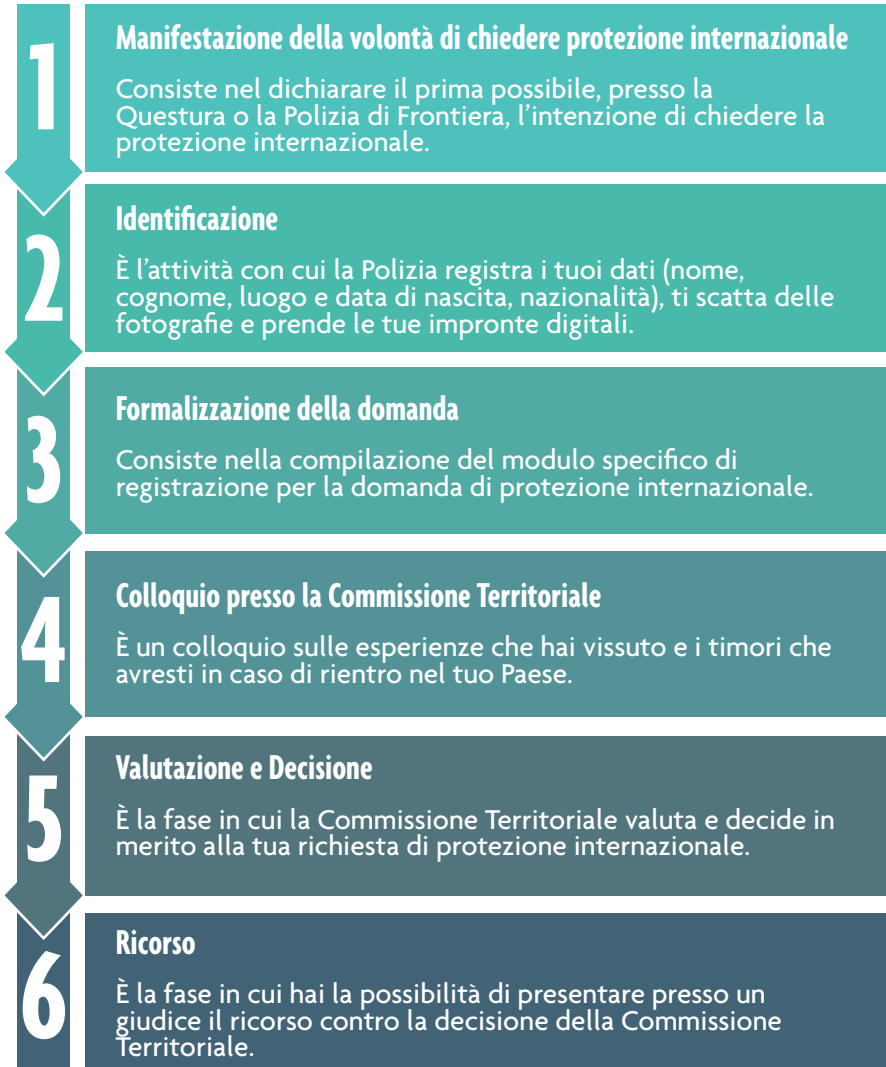 1
Manifestazione della volontà di chiedere protezione internazionale
Consiste nel dichiarare il prima possibile, presso la
Questura o la Polizia di Frontiera, l’intenzione di chiedere la
protezione internazionale.
2
Identificazione
È l’attività con cui la Polizia registra i tuoi dati (nome,
cognome, luogo e data di nascita, nazionalità), ti scatta delle
fotografie e prende le tue impronte digitali.
3
Formalizzazione della domanda
Consiste nella compilazione del modulo specifico di
registrazione per la domanda di protezione internazionale.
4
Colloquio presso la Commissione Territoriale
È un colloquio sulle esperienze che hai vissuto e i timori che
avresti in caso di rientro nel tuo Paese.
5
Valutazione e Decisione
È la fase in cui la Commissione Territoriale valuta e decide in
merito alla tua richiesta di protezione internazionale.
6
Ricorso
È la fase in cui hai la possibilità di presentare presso un
giudice il ricorso contro la decisione della Commissione
Territoriale.